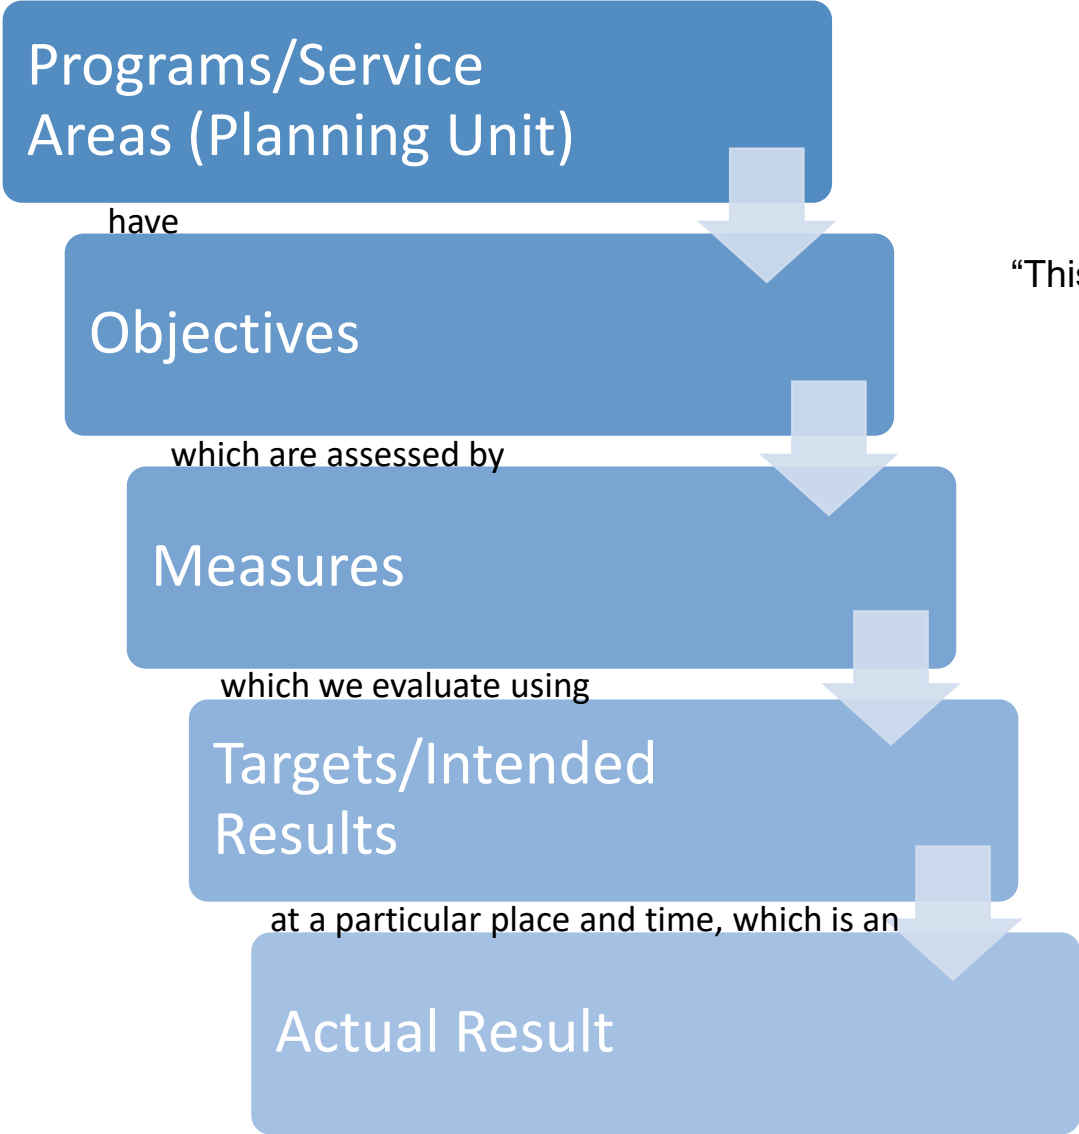 Programs/Service
Areas (Planning Unit)
have
“This
Objectives
which are assessed by
Measures
which we evaluate using
Targets/Intended
Results
at a particular place and time, which is an
Actual Result